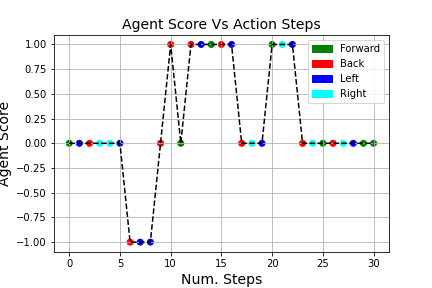 Agent Score Vs Action Steps
1.00
0.75
0.50
0.25
0.00
−0.25
−0.50
−0.75
−1.00
Agent Score
Forward
Back
Left
Right
0 5 10 15 20 25 30
Num. Steps